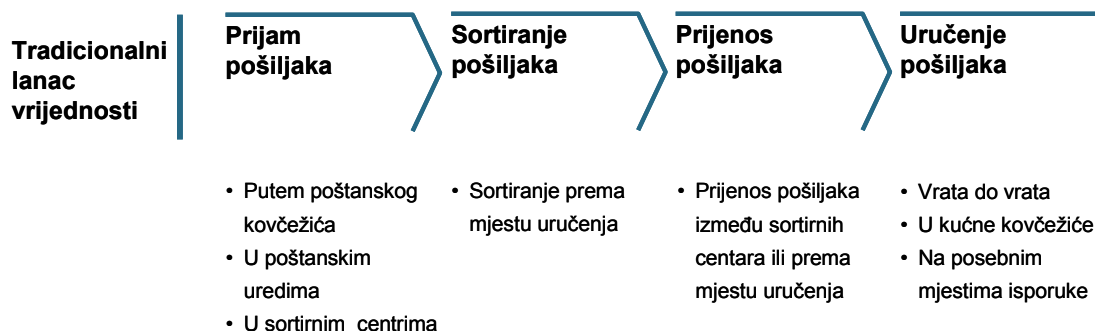 Tradicionalni
lanac
vrijednosti
Prijam
pošiljaka
Sortiranje
pošiljaka
Prijenos
pošiljaka
Uručenje
pošiljaka
• Putem poštanskog
kovčežića
• U poštanskim
uredima
• U sortirnim centrima
• Sortiranje prema
mjestu uručenja
• Prijenos pošiljaka
između sortirnih
centara ili prema
mjestu uručenja
• Vrata do vrata
• U kućne kovčežiće
• Na posebnim
mjestima isporuke